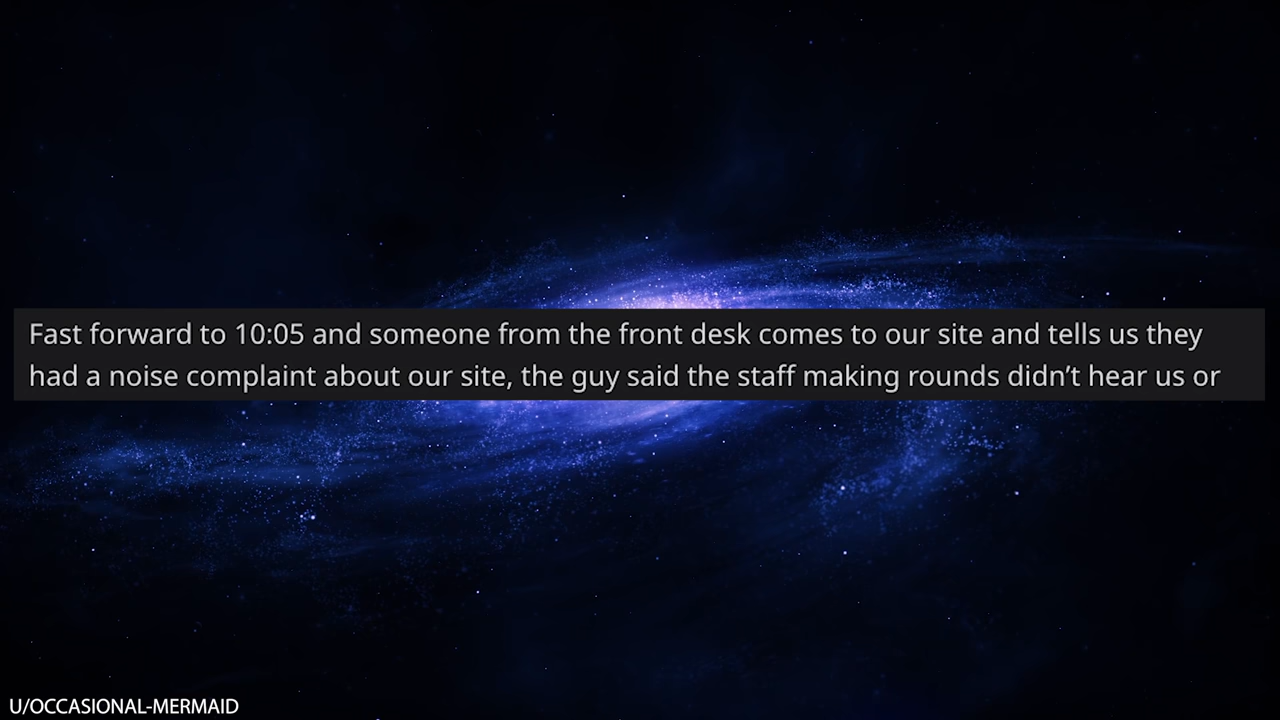 Fast forward to 10:05 and someone from the front desk comes to our site and tells us they
had a noise complaint about our site, the guy said the staff making rounds didn’t hear us or
U/OCCASIONAL-MERMAID